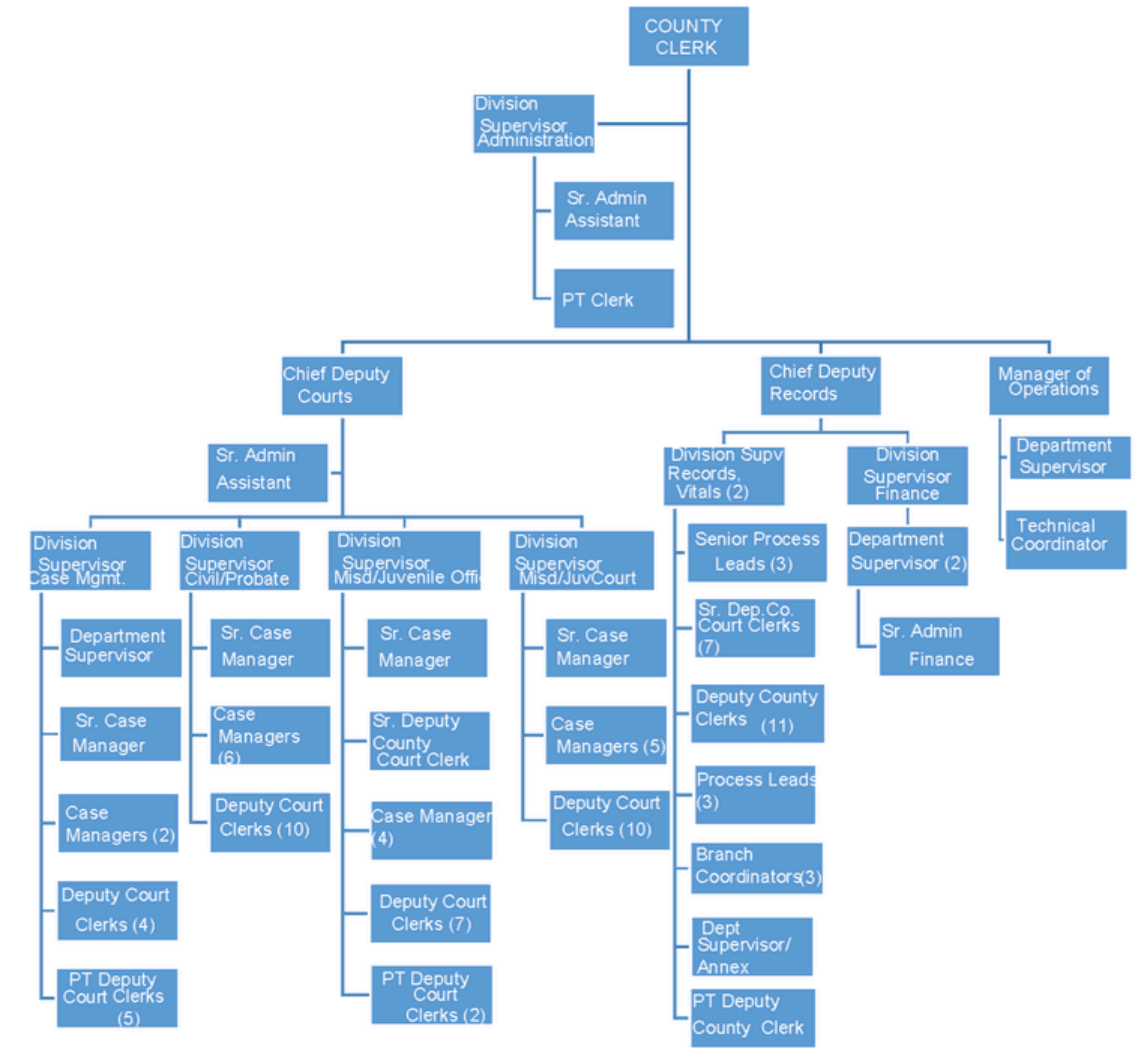 COUNTY
CLERK
Division
Supervisor
Administration
Sr. Admin
Assistant
PT Clerk
Chief Deputy
Courts
Chief Deputy
Records
Manager of
Operations
Sr. Admin
Assistant
Division Supv
Records,
Vitals (2)
Division
Supervisor
Finance
Department
Supervisor
Technical
Coordinator
Division
Supervisor
Case Mgmt.
Department
Supervisor
Sr. Case
Manager
Case
Managers (2)
Deputy Court
Clerks (4)
PT Deputy
Court Clerks
(5)
Division
Supervisor
Civil/Probate
Sr. Case
Manager
Case
Managers
(6)
Deputy Court
Clerks (10)
Division
Supervisor
Misd/Juvenile Offi
Sr. Case
Manager
Sr. Deputy
County
Court Clerk
Case Manager
(4)
Deputy Court
Clerks (7)
PT Deputy
Court
Clerks (2)
Division
Supervisor
Misd/JuvCourt
Sr. Case
Manager
Case
Managers (5)
Deputy Court
Clerks (10)
Senior Process
Leads (3)
Sr. Dep.Co.
Court Clerks
(7)
Deputy County
Clerks (11)
Process Leads
(3)
Branch
Coordinators(3)
Dept
Supervisor/
Annex
PT Deputy
County Clerk
Department
Supervisor (2)
Sr. Admin
Finance